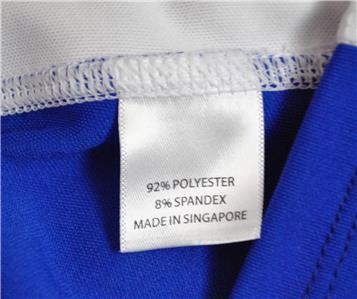 92% POLYESTER
8% SPANDEX
MADE IN SINGAPORE